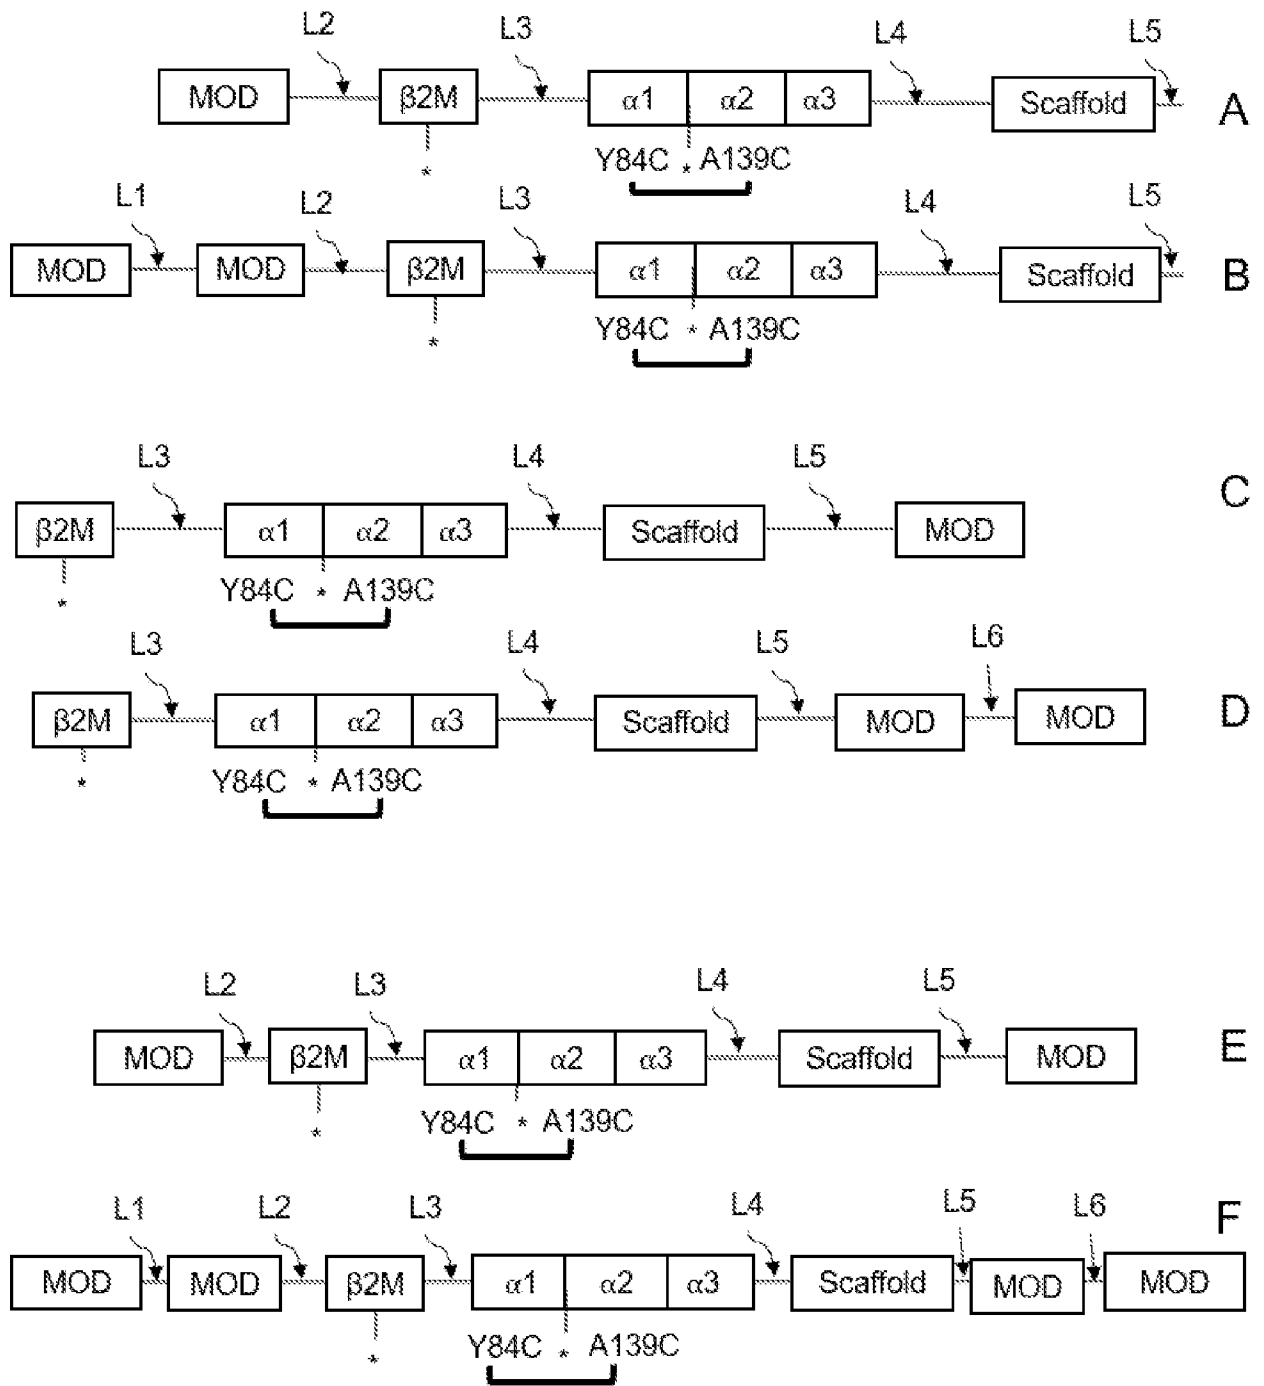 L2 L3 L4 L5
MOD β2M α1 α2 α3 Scaffold A
* Y84C * A139C
L1 L2 L3 L4 L5
MOD MOD β2M α1 α2 α3 Scaffold B
* Y84C * A139C
L3 L4 L5 C
β2M α1 α2 α3 Scaffold MOD
* Y84C * A139C
L3 L4 L5 L6
β2M α1 α2 α3 Scaffold MOD MOD D
* Y84C * A139C
L2 L3 L4 L5
MOD β2M α1 α2 α3 Scaffold MOD E
* Y84C * A139C
L1 L2 L3 L4 L5 L6 F
MOD MOD β2M α1 α2 α3 Scaffold MOD MOD
* Y84C * A139C